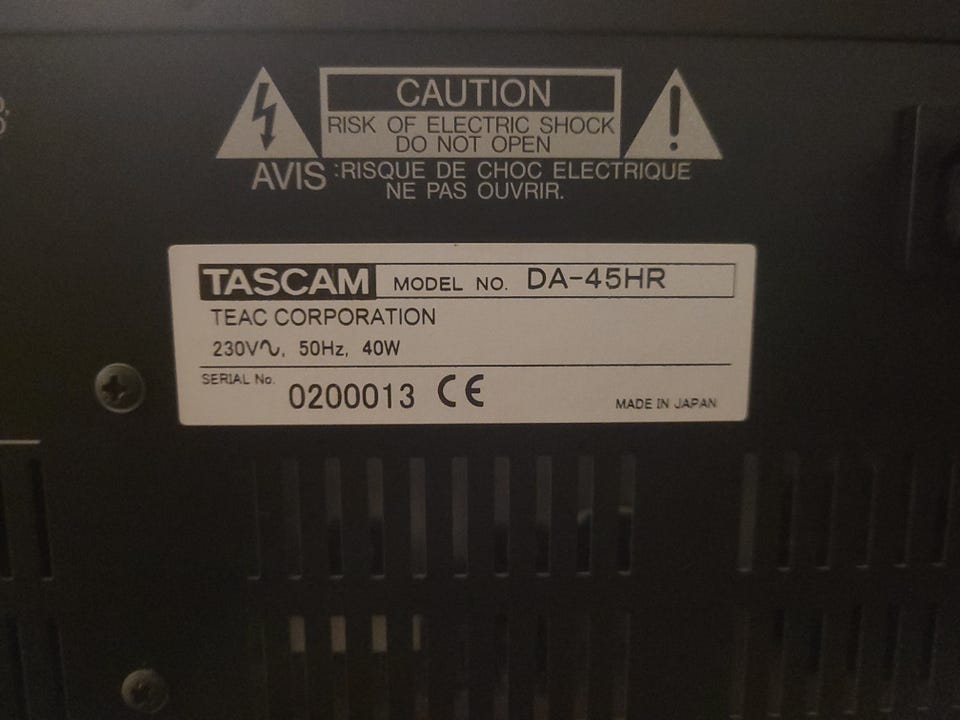 CAUTION
RISK OF ELECTRIC SHOCK
DO NOT OPEN
AVIS :RISQUE DE CHOC ELECTRIQUE
NE PAS OUVRIR.
TASCAM MODEL NO. DA-45HR
TEAC CORPORATION
230V∿, 50Hz, 40W
SERIAL No. 0200013 CE
MADE IN JAPAN